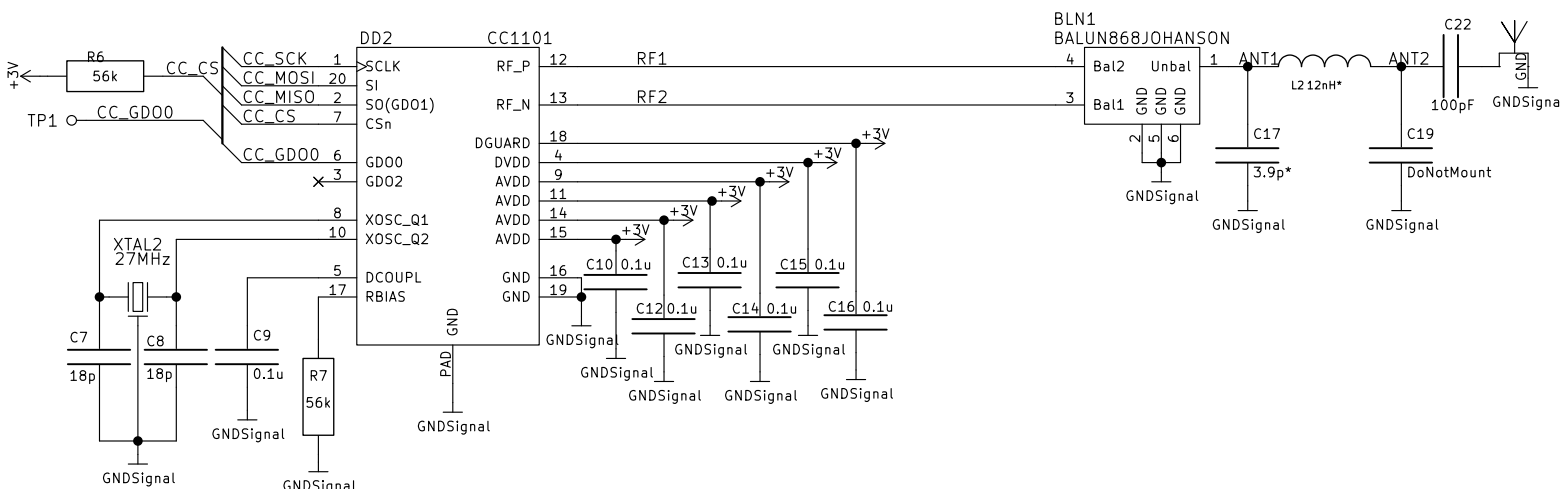 BLN1
BALUN868JOHANSON
C22
DD2 CC1101
+3V
R6
56k
CC_CS
TP1
CC_GDO0
CC_SCK 1 SCLK
CC_MOSI 20 SI
CC_MISO 2 SO(GDO1)
CC_CS 7 CSn
CC_GDO0 6 GDO0
3 GDO2
8 XOSC_Q1
10 XOSC_Q2
5 DCOUPL
17 RBIAS
RF_P 12 RF1
RF_N 13 RF2
DGUARD 18 +3V
DVDD 4 +3V
AVDD 9 +3V
AVDD 11 +3V
AVDD 14 +3V
AVDD 15 +3V
GND 16
GND 19
GND
PAD
GNDSignal
4 Bal2 Unbal 1
3 Bal1
GND GND GND
2 5 6
GNDSignal
ANT1
L2 12nH*
ANT2
100pF
GND
GNDSigna
C17
3.9p*
GNDSignal
C19
DoNotMount
GNDSignal
XTAL2
27MHz
C7
18p
C8
18p
GNDSignal
C9
0.1u
GNDSignal
R7
56k
GNDSignal
GNDSignal
C10 0.1u
GNDSignal
C12 0.1u
GNDSignal
C13 0.1u
GNDSignal
C14 0.1u
GNDSignal
C15 0.1u
GNDSignal
C16 0.1u
GNDSignal